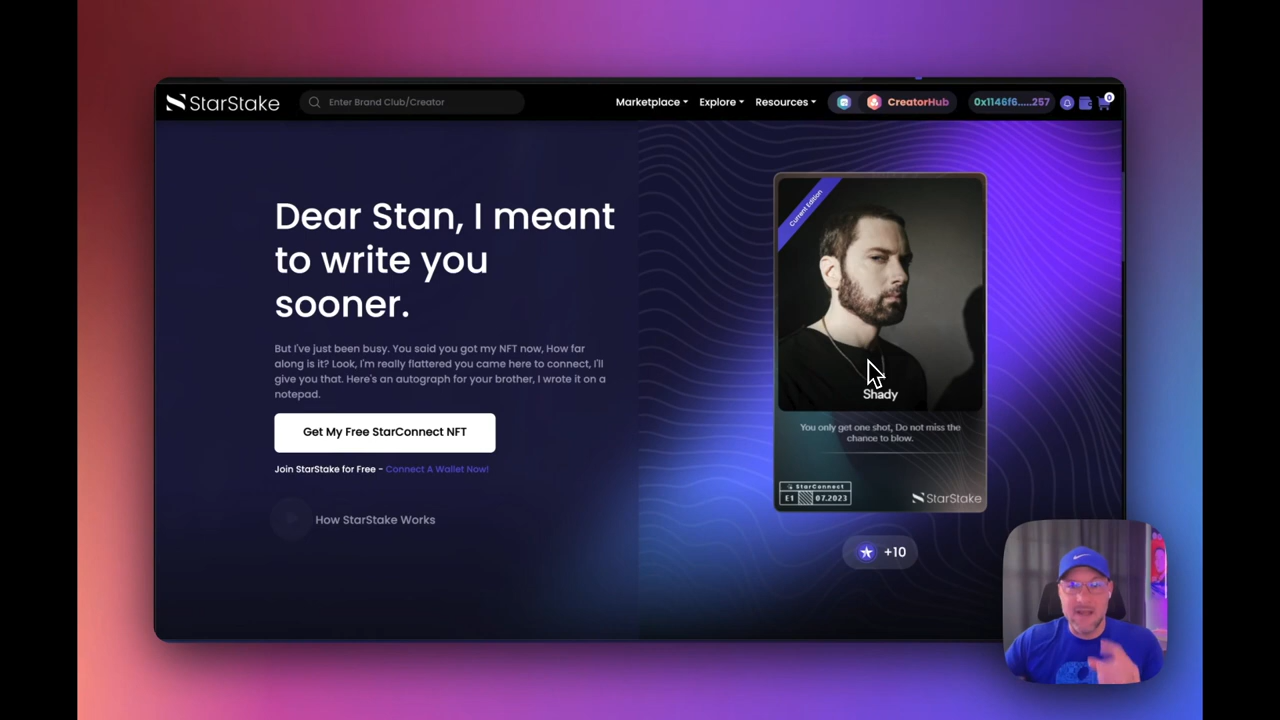 StarStake
Enter Brand Club/Creator
Marketplace
Explore
Resources
CreatorHub
0x1146f6.....257
0
Dear Stan, I meant
to write you
sooner.
But I've just been busy. You said you got my NFT now, How far
along is it? Look, I'm really flattered you came here to connect, I'll
give you that. Here's an autograph for your brother, I wrote it on a
notepad.
Get My Free StarConnect NFT
Join StarStake for Free - Connect A Wallet Now!
How StarStake Works
Current Edition
Shady
You only get one shot, Do not miss the
chance to blow.
StarConnect
E1 07.2023
StarStake
+10